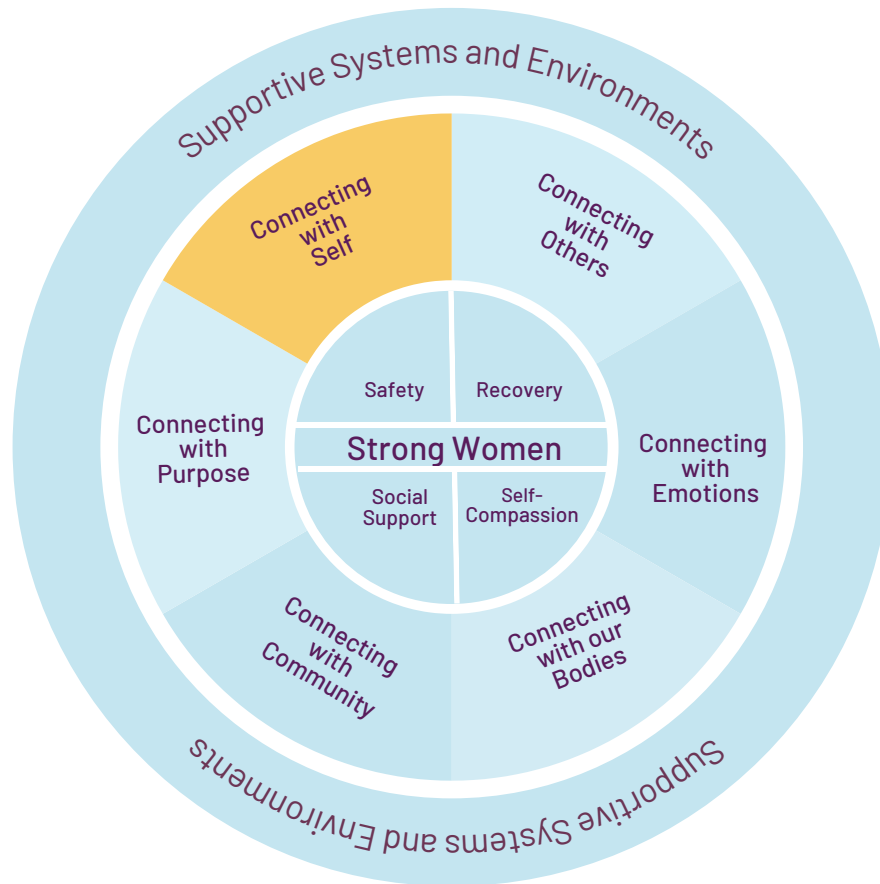 Supportive Systems and Environments
Connecting
with
Self
Connecting
with
Others
Connecting
with
Emotions
Connecting
with our
Bodies
Connecting
with
Community
Connecting
with
Purpose
Safety
Recovery
Strong Women
Social
Support
Self-
Compassion
Supportive Systems and Environments